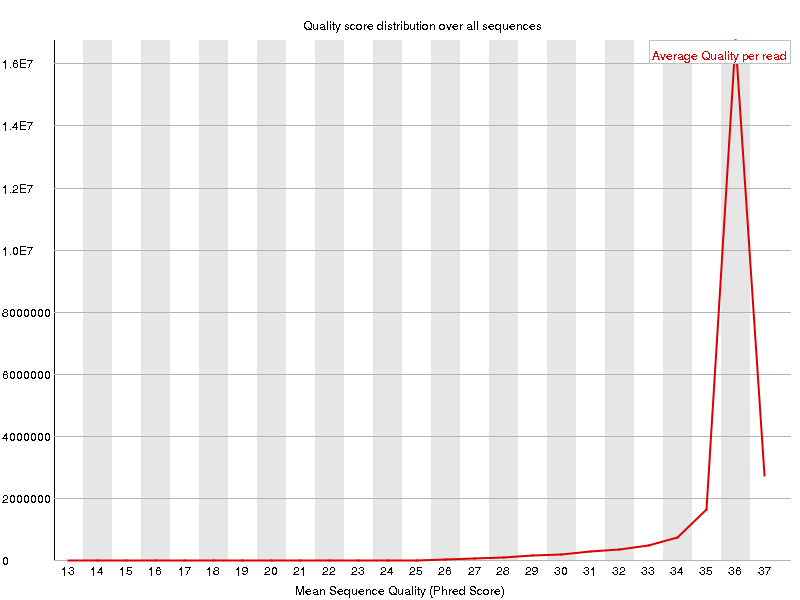 Quality score distribution over all sequences
Average Quality per read
1.6E7
1.4E7
1.2E7
1.0E7
8000000
6000000
4000000
2000000
0
13 14 15 16 17 18 19 20 21 22 23 24 25 26 27 28 29 30 31 32 33 34 35 36 37
Mean Sequence Quality (Phred Score)